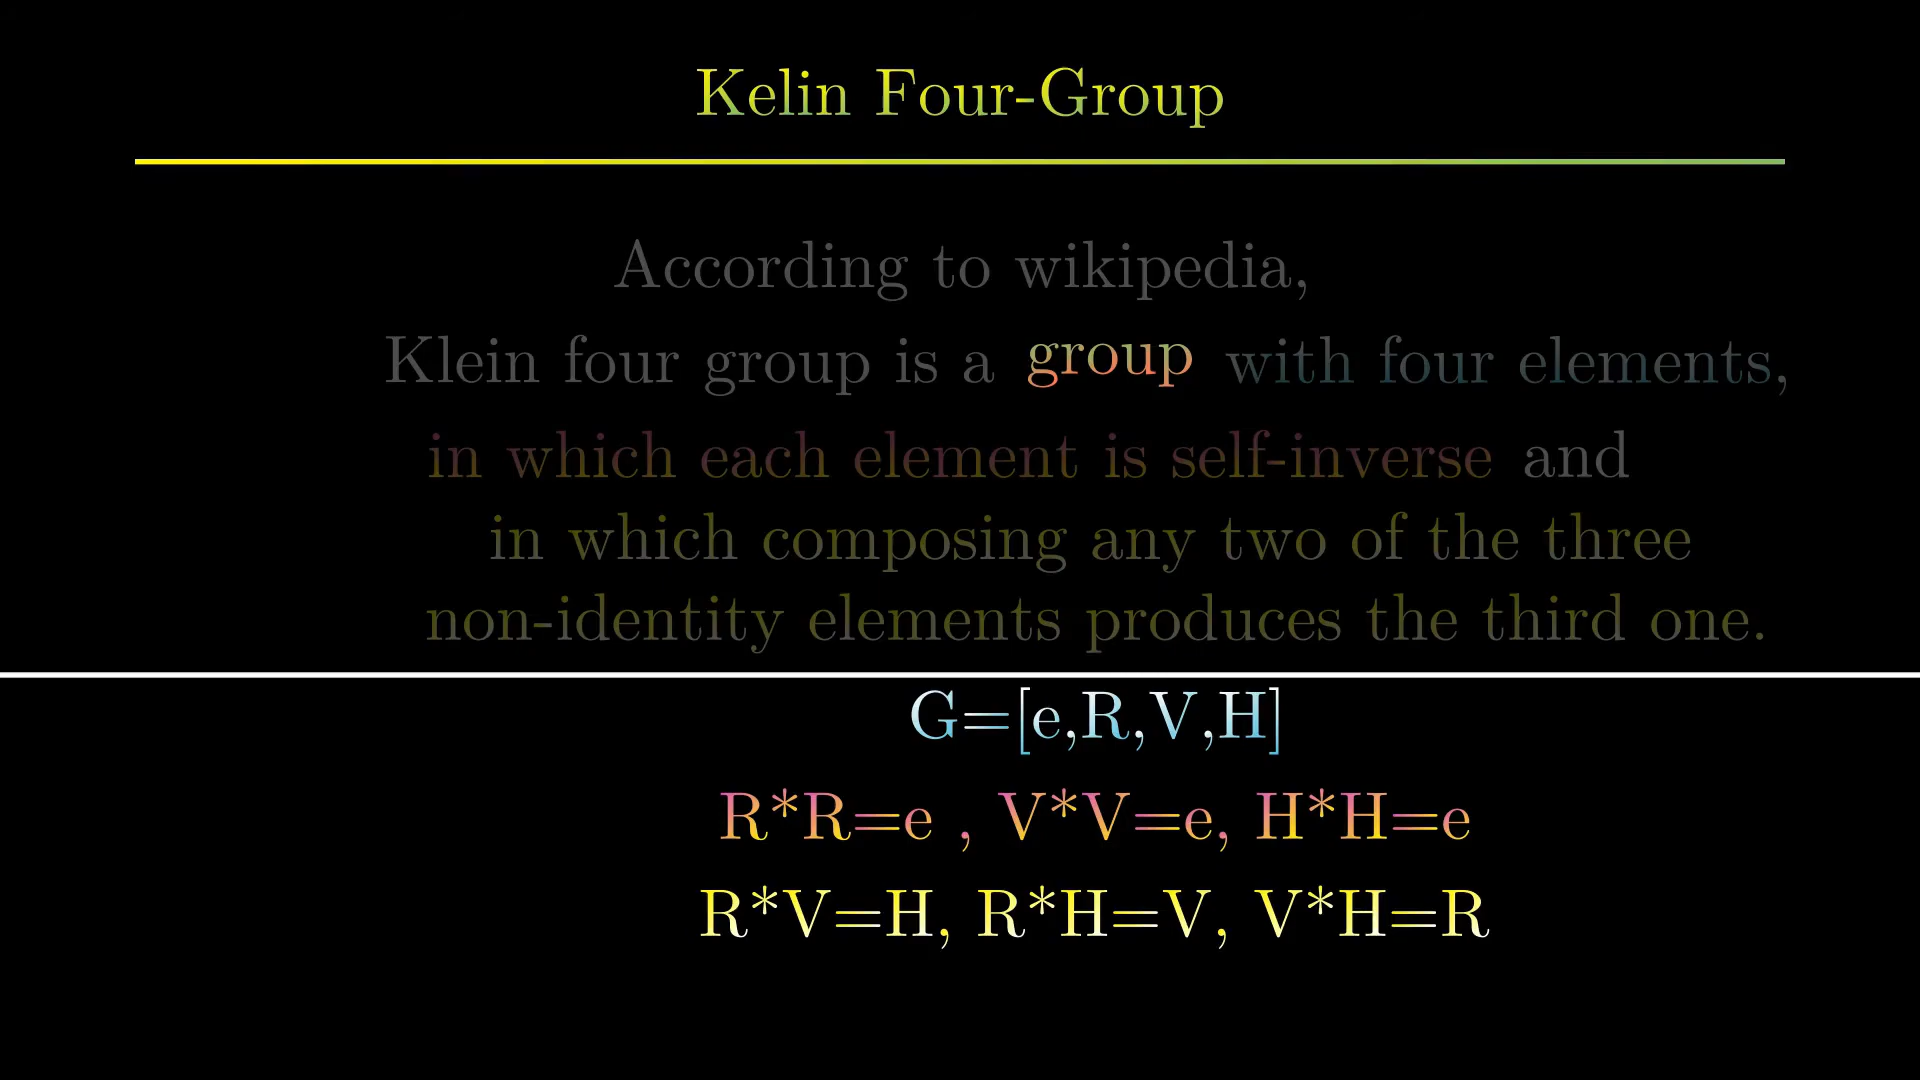 Kelin Four-Group
According to wikipedia,
Klein four group is a group with four elements,
in which each element is self-inverse and
in which composing any two of the three
non-identity elements produces the third one.
G=[e,R,V,H]
R*R=e , V*V=e, H*H=e
R*V=H, R*H=V, V*H=R